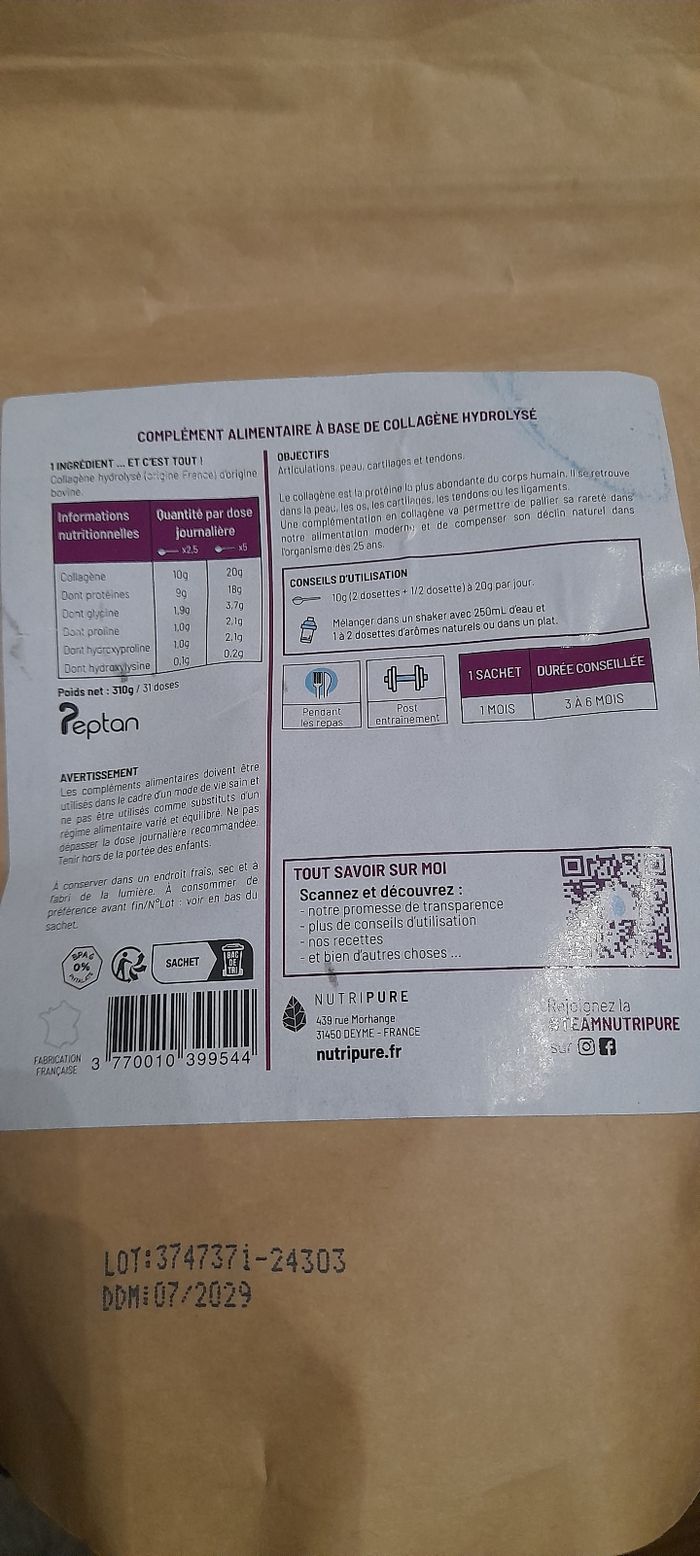 COMPLÉMENT ALIMENTAIRE À BASE DE COLLAGÈNE HYDROLYSÉ
1 INGRÉDIENT ... ET C'EST TOUT !
Collagène hydrolysé (origine France) d'origine
bovine.
Informations
nutritionnelles
Quantité par dose
journalière
x2,5 x5
Collagène 10g 20g
Dont protéines 9g 18g
Dont glycine 1,9g 3.7g
Dont proline 1,0g 2,1g
Dont hydroxyproline 1,0g 2,1g
Dont hydroxylysine 0,1g 0.2g
Poids net : 310g / 31 doses
Peptan
AVERTISSEMENT
Les compléments alimentaires doivent être
utilisés dans le cadre d'un mode de vie sain et
ne pas être utilisés comme substituts d'un
régime alimentaire varié et équilibré. Ne pas
dépasser la dose journalière recommandée.
Tenir hors de la portée des enfants.
À conserver dans un endroit frais, sec et à
l'abri de la lumière. À consommer de
préférence avant fin/N°Lot : voir en bas du
sachet.
0%
SACHET
BAC
DE
TRI
FABRICATION
FRANÇAISE
3 770010 399544
OBJECTIFS
Articulations, peau, cartilages et tendons.
Le collagène est la protéine la plus abondante du corps humain. Il se retrouve
dans la peau, les os, les cartilages, les tendons ou les ligaments.
Une complémentation en collagène va permettre de pallier sa rareté dans
notre alimentation moderne et de compenser son déclin naturel dans
l'organisme dès 25 ans.
CONSEILS D'UTILISATION
10g (2 dosettes + 1/2 dosette) à 20g par jour.
Mélanger dans un shaker avec 250mL d'eau et
1 à 2 dosettes d'arômes naturels ou dans un plat.
Pendant
les repas
Post
entrainement
1 SACHET DURÉE CONSEILLÉE
1 MOIS 3 À 6 MOIS
TOUT SAVOIR SUR MOI
Scannez et découvrez :
- notre promesse de transparence
- plus de conseils d'utilisation
- nos recettes
- et bien d'autres choses ...
NUTRIPURE
439 rue Morhange
31450 DEYME - FRANCE
nutripure.fr
Rejoignez la
#TEAMNUTRIPURE
sur
LOT:374737i-24303
DDM:07/2029